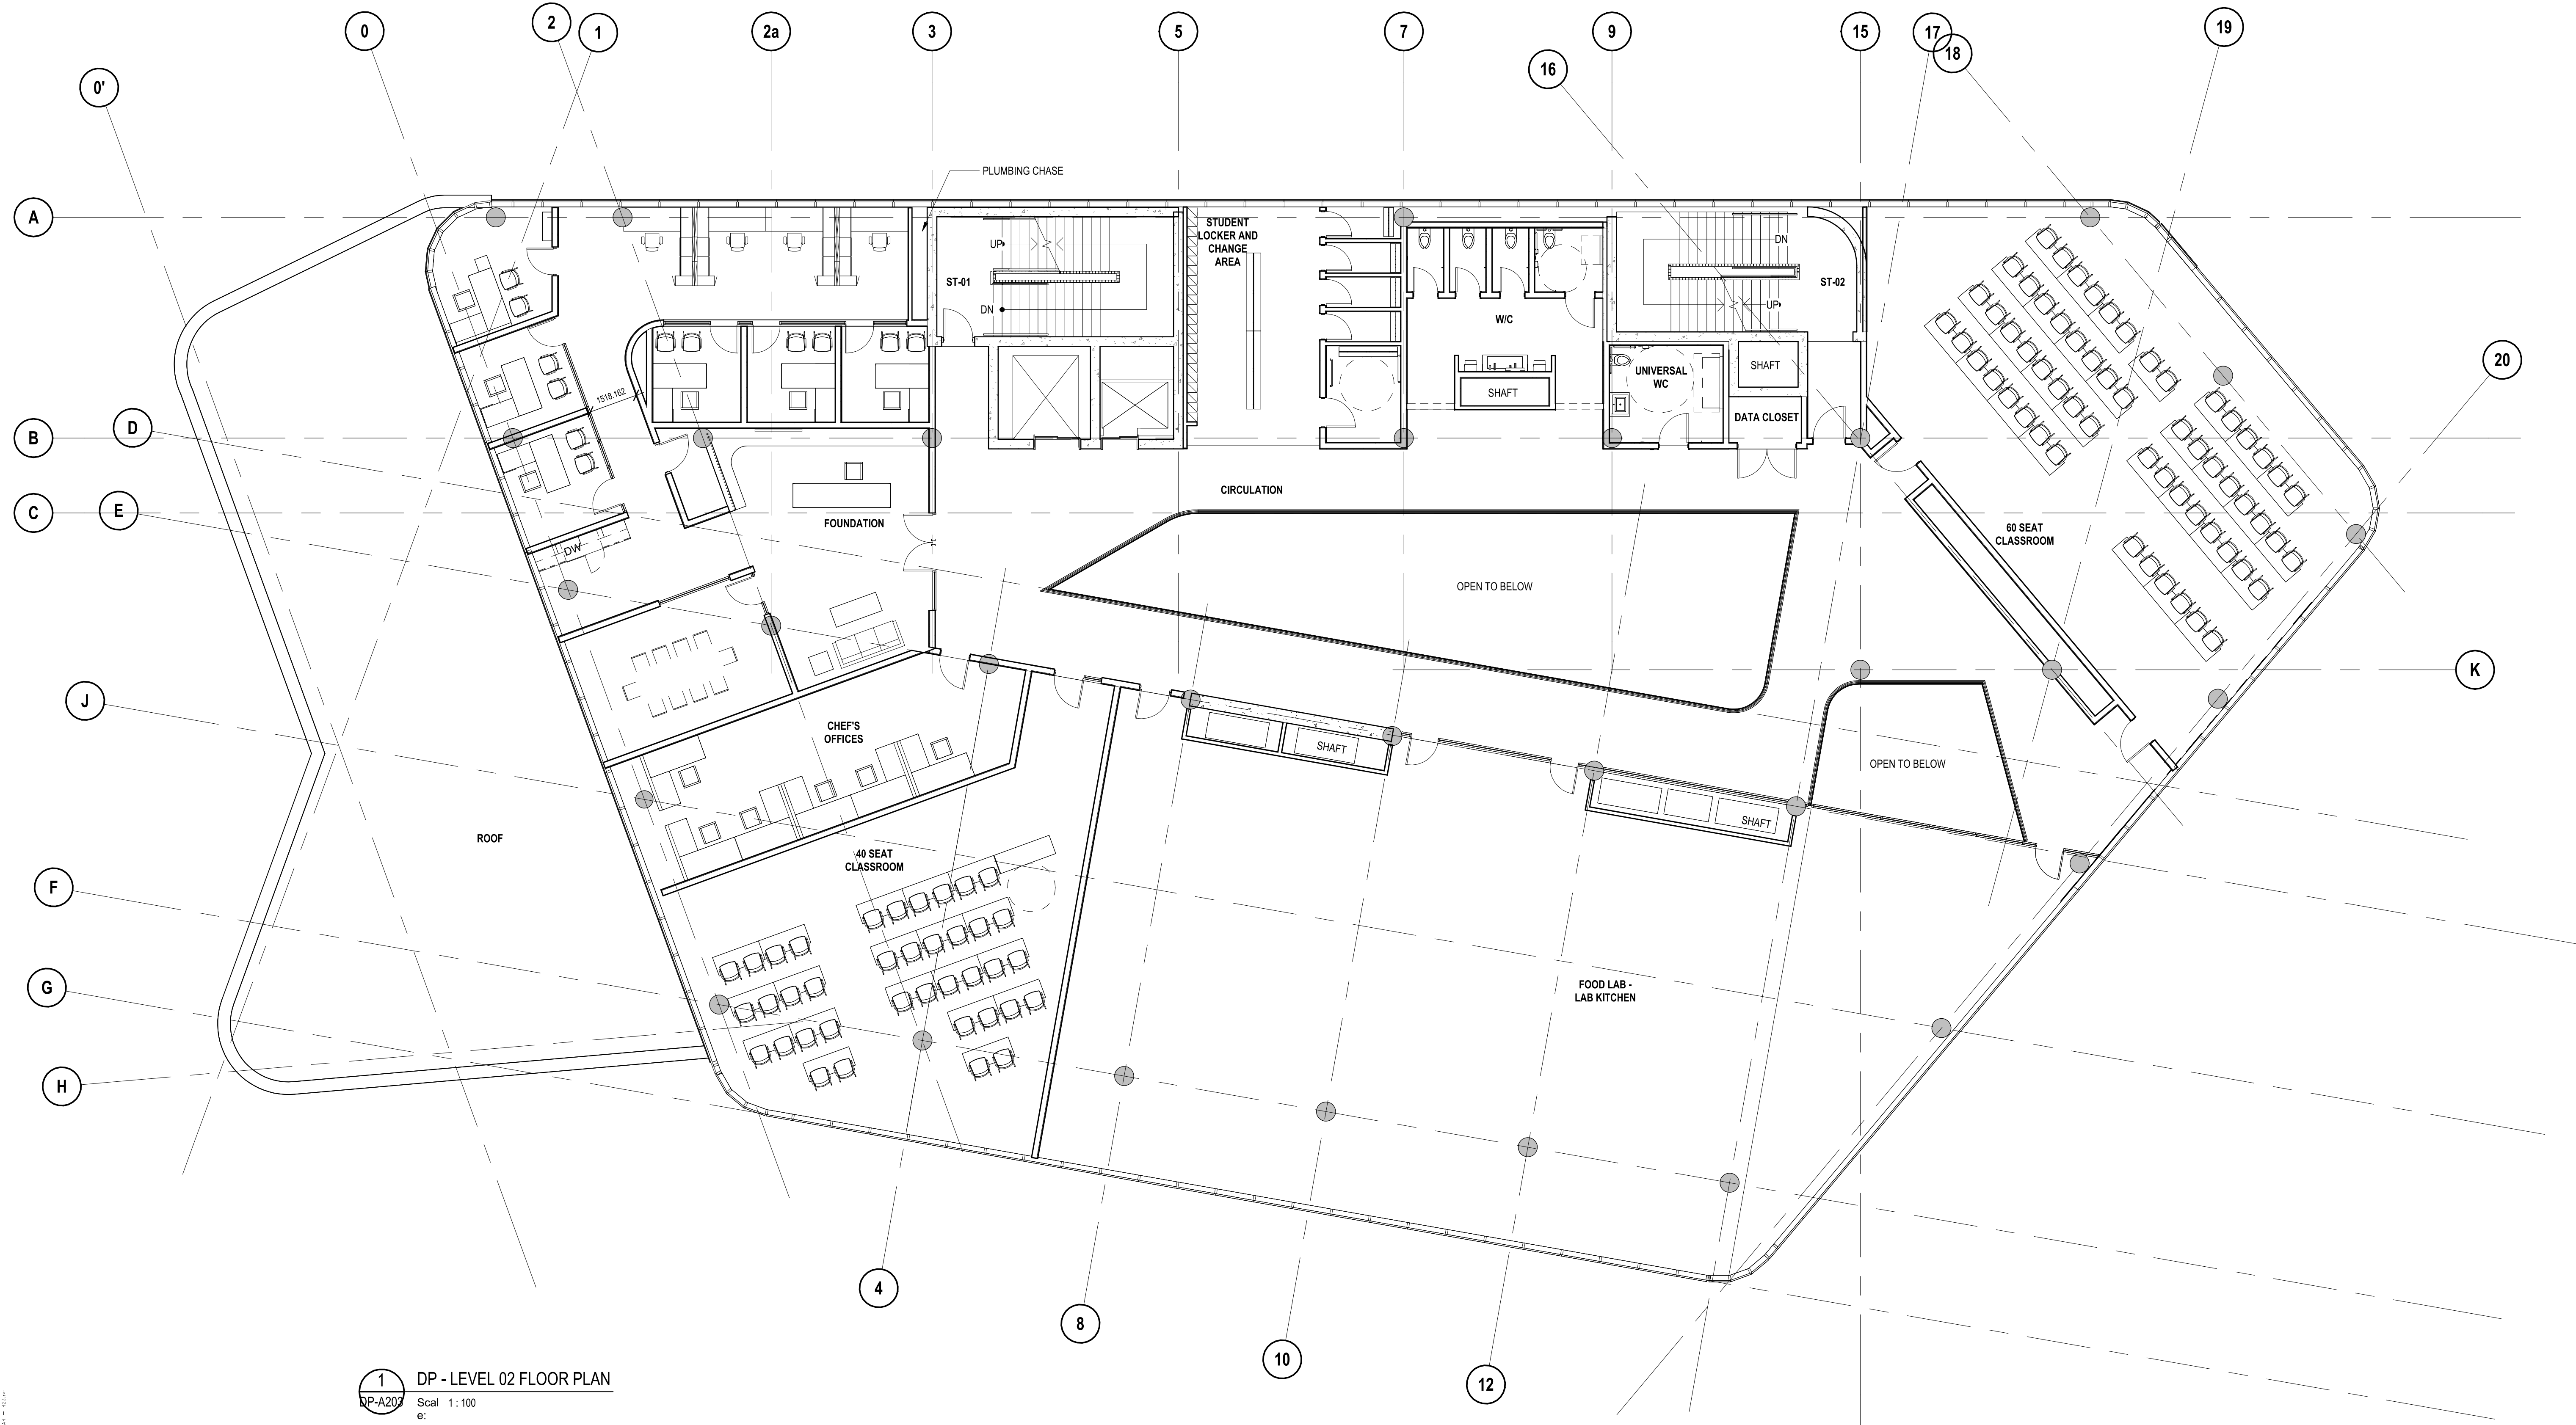 0'
0
2
1
2a
3
5
7
9
16
15
17
18
19
20
A
B
D
C
E
J
F
G
H
K
4
8
10
12
PLUMBING CHASE
STUDENT
LOCKER AND
CHANGE
AREA
UP
DN
ST-01
DN
UP
ST-02
W/C
SHAFT
UNIVERSAL
WC
SHAFT
DATA CLOSET
1518.162
DW
FOUNDATION
CIRCULATION
60 SEAT
CLASSROOM
OPEN TO BELOW
CHEF'S
OFFICES
SHAFT
OPEN TO BELOW
SHAFT
ROOF
40 SEAT
CLASSROOM
FOOD LAB -
LAB KITCHEN
1
DP-A203
DP - LEVEL 02 FLOOR PLAN
Scal 1 : 100
e: